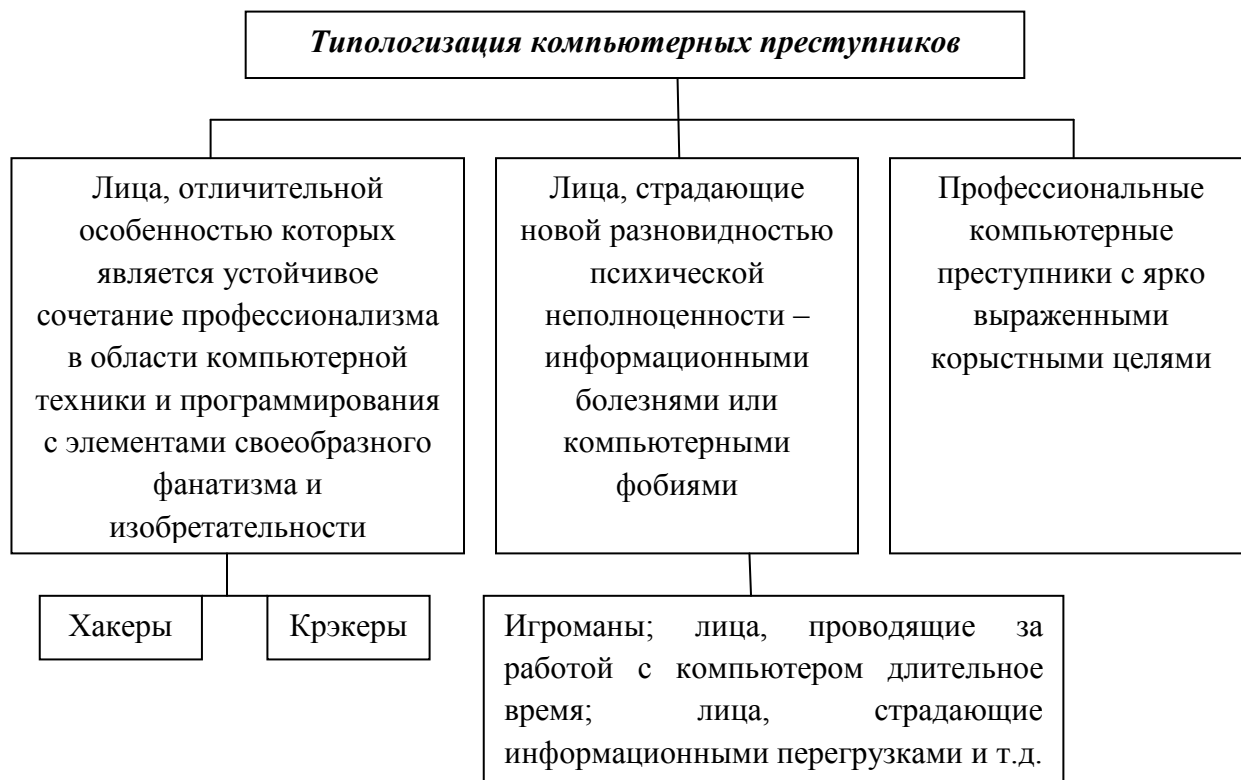 Типологизация компьютерных преступников
Лица, отличительной
особенностью которых
является устойчивое
сочетание профессионализма
в области компьютерной
техники и программирования
с элементами своеобразного
фанатизма и
изобретательности
Лица, страдающие
новой разновидностью
психической
неполноценности –
информационными
болезнями или
компьютерными
фобиями
Профессиональные
компьютерные
преступники с ярко
выраженными
корыстными целями
Хакеры
Крэкеры
Игроманы; лица, проводящие за
работой с компьютером длительное
время; лица, страдающие
информационными перегрузками и т.д.